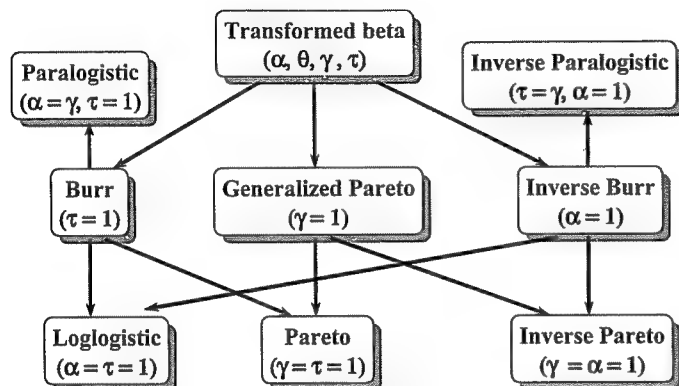 Transformed beta
(α, θ, γ, τ)
Paralogistic
(α = γ, τ = 1)
Inverse Paralogistic
(τ = γ, α = 1)
Burr
(τ = 1)
Generalized Pareto
(γ = 1)
Inverse Burr
(α = 1)
Loglogistic
(α = τ = 1)
Pareto
(γ = τ = 1)
Inverse Pareto
(γ = α = 1)